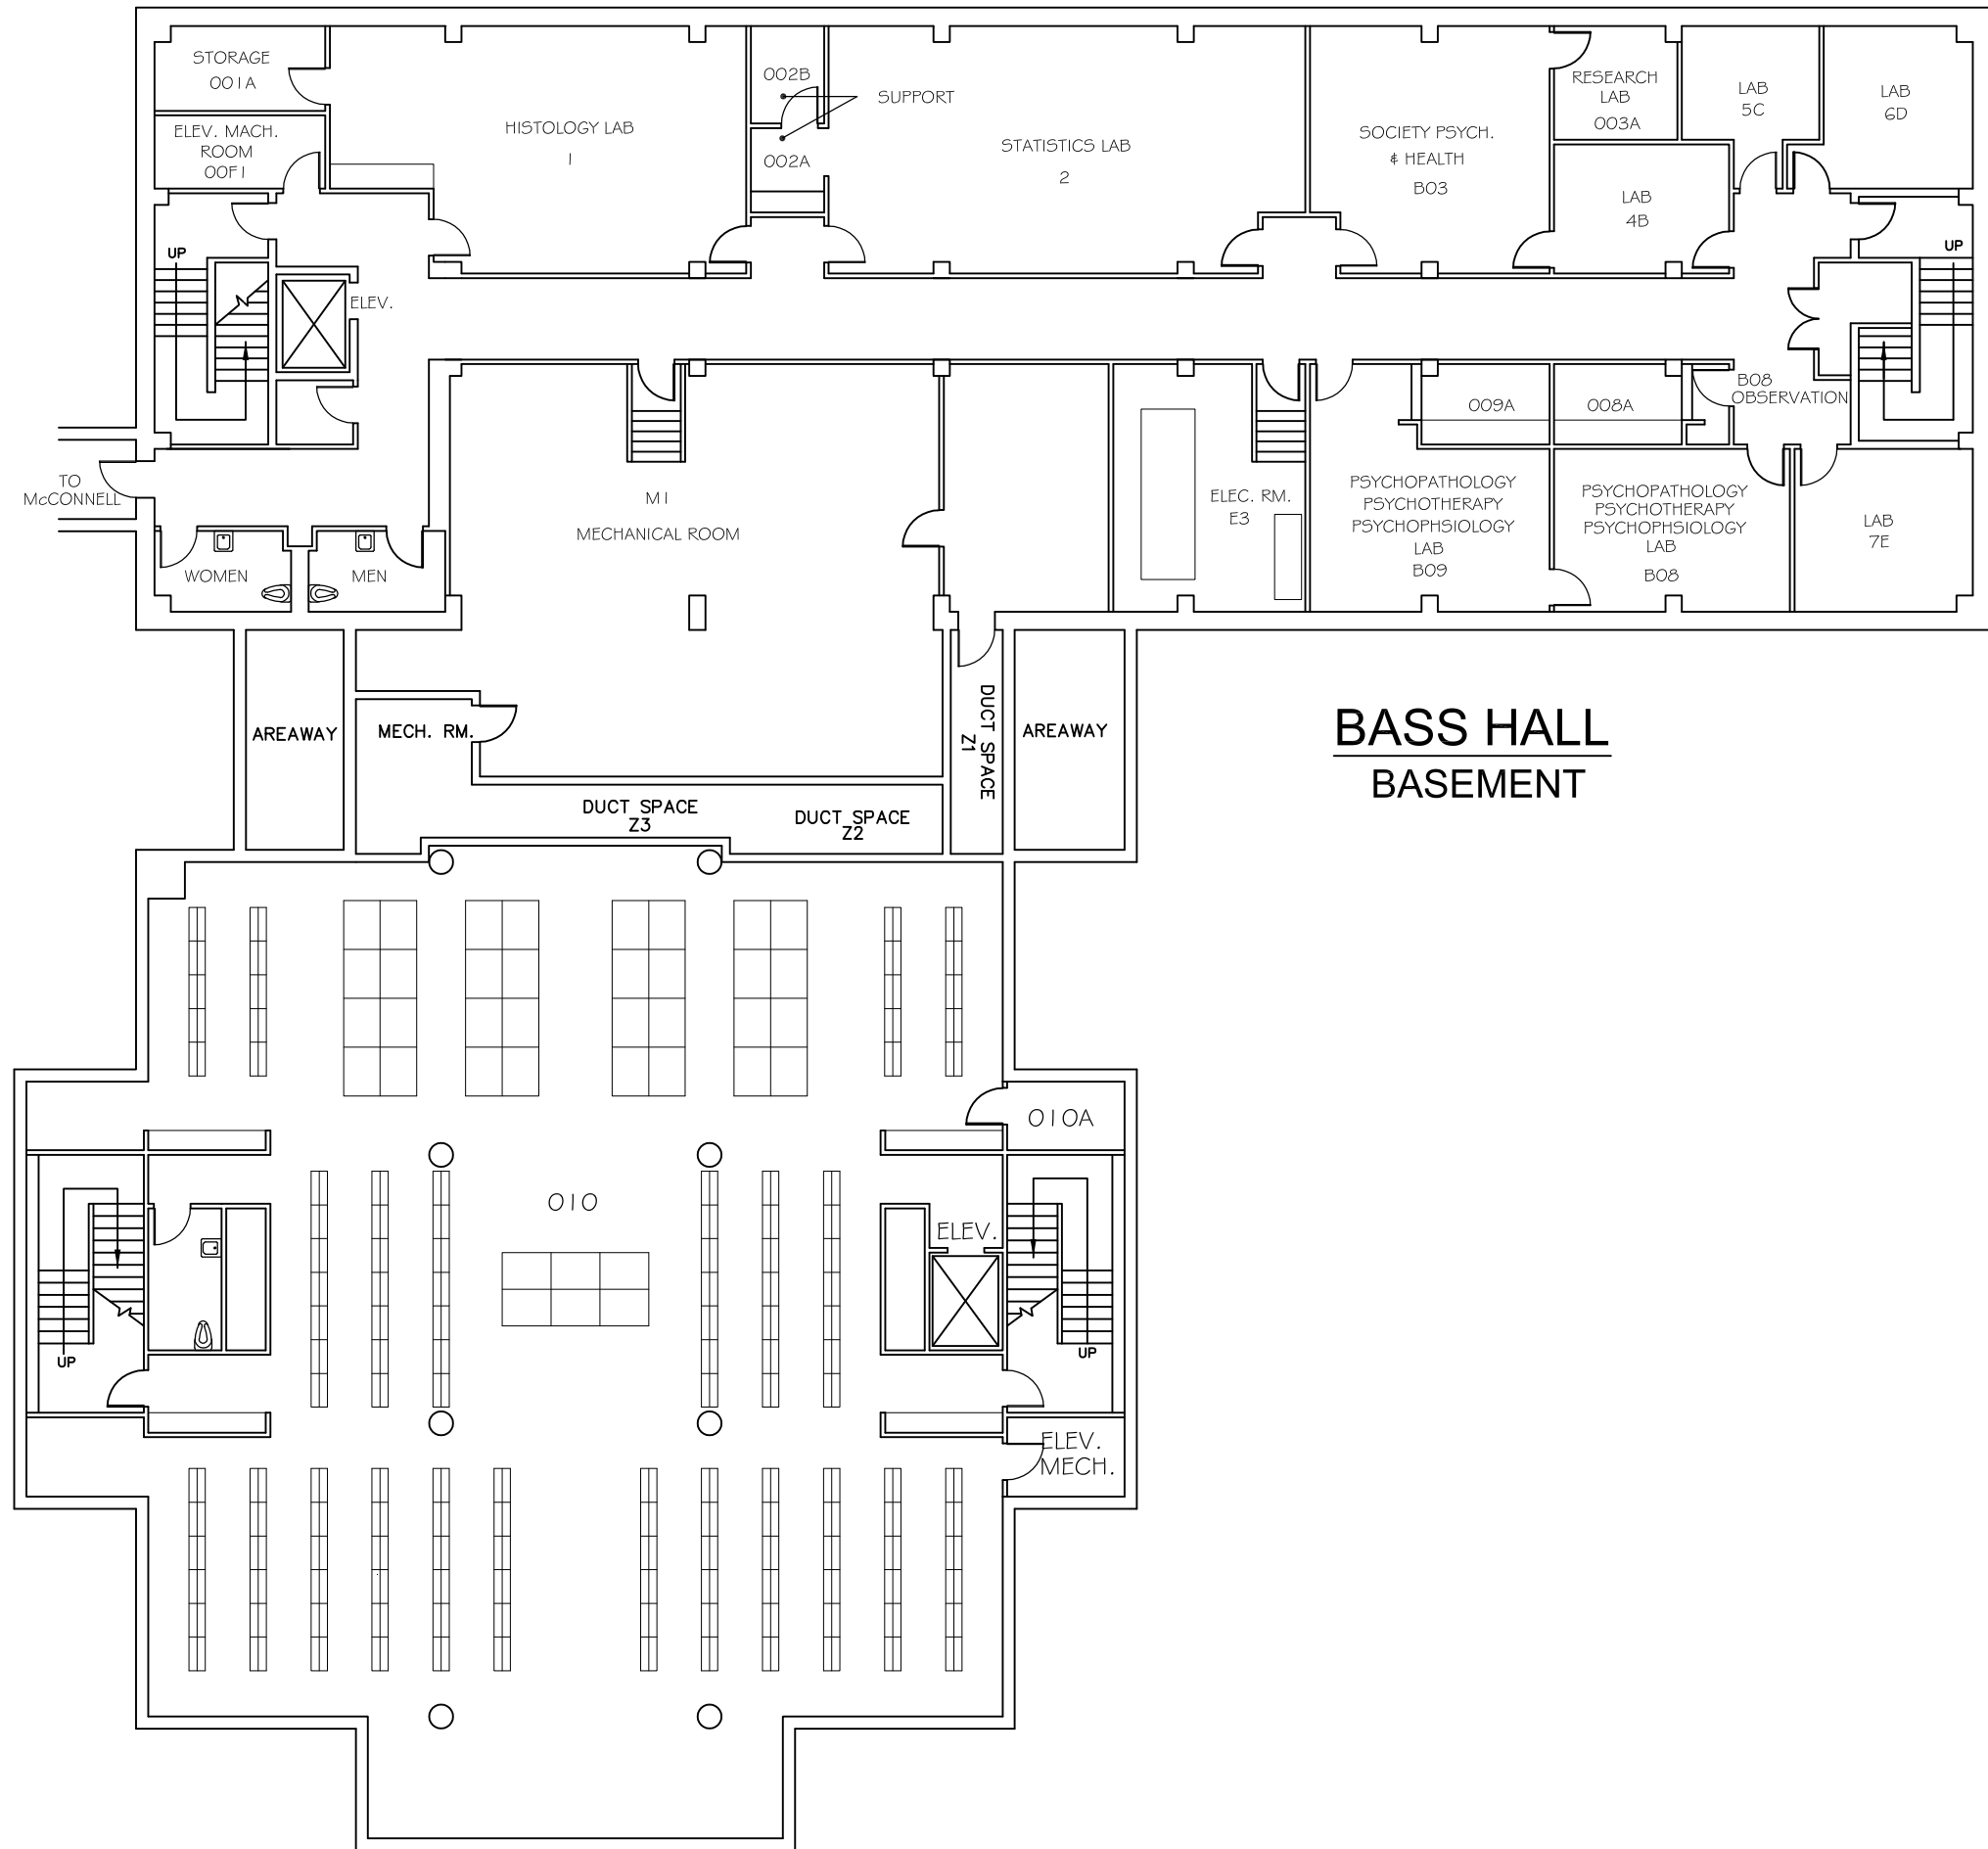 STORAGE
001A
ELEV. MACH.
ROOM
00F1
HISTOLOGY LAB
1
002B
SUPPORT
002A
STATISTICS LAB
2
SOCIETY PSYCH.
& HEALTH
B03
RESEARCH
LAB
003A
LAB
5C
LAB
6D
LAB
4B
UP
ELEV.
UP
TO
McCONNELL
WOMEN
MEN
M1
MECHANICAL ROOM
ELEC. RM.
E3
009A
008A
B08
OBSERVATION
PSYCHOPATHOLOGY
PSYCHOTHERAPY
PSYCHOPHSIOLOGY
LAB
B09
PSYCHOPATHOLOGY
PSYCHOTHERAPY
PSYCHOPHSIOLOGY
LAB
B08
LAB
7E
AREAWAY
MECH. RM.
DUCT SPACE
Z1
AREAWAY
DUCT SPACE
Z3
DUCT SPACE
Z2
BASS HALL
BASEMENT
010A
010
ELEV.
UP
UP
ELEV.
MECH.